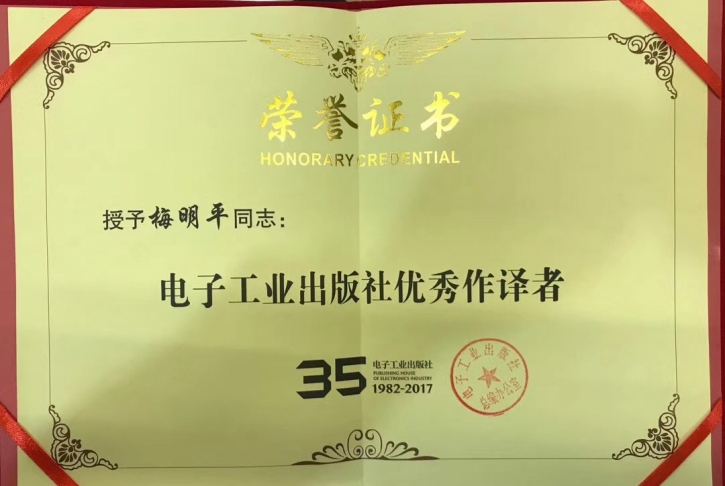 荣誉证书
HONORARY CREDENTIAL
授予梅明平同志：
电子工业出版社优秀作译者
35
电子工业出版社
PUBLISHING HOUSE
OF ELECTRONICS INDUSTRY
1982-2017
电子工业出版社
总编办公室